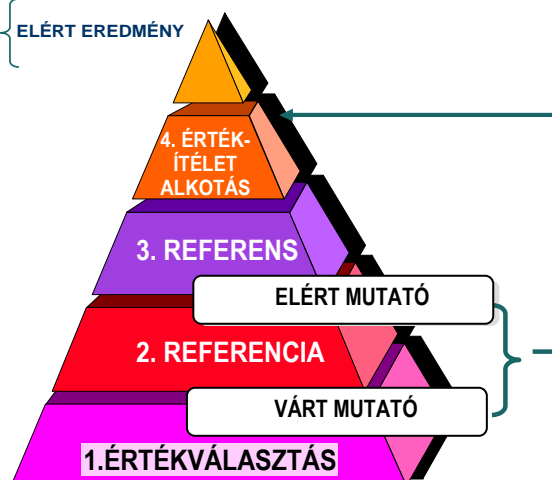 ELÉRT EREDMÉNY
4. ÉRTÉK-
ÍTÉLET
ALKOTÁS
3. REFERENS
ELÉRT MUTATÓ
2. REFERENCIA
VÁRT MUTATÓ
1.ÉRTÉKVÁLASZTÁS